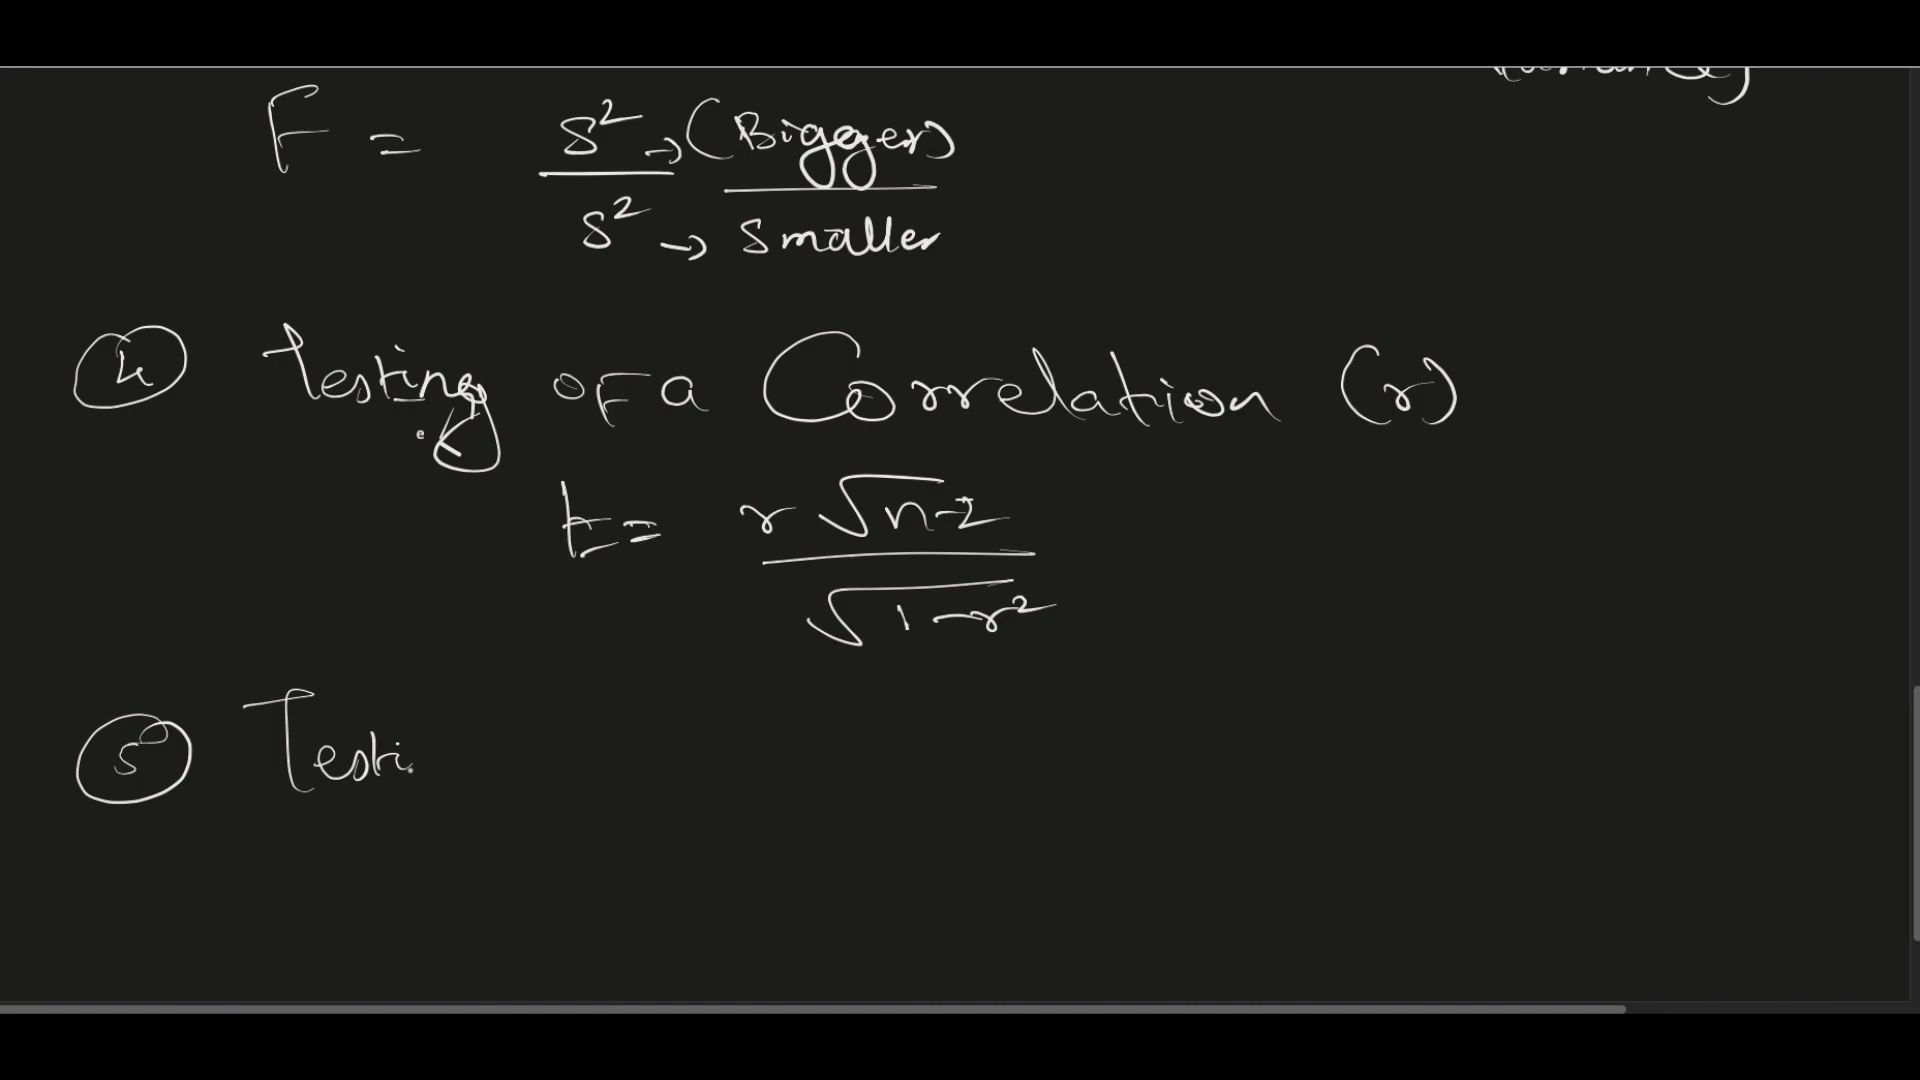 F = S² → (Bigger)
S² → Smaller
4 Testing of a Correlation (r)
t = r √n-2
√1-r²
5 Testi